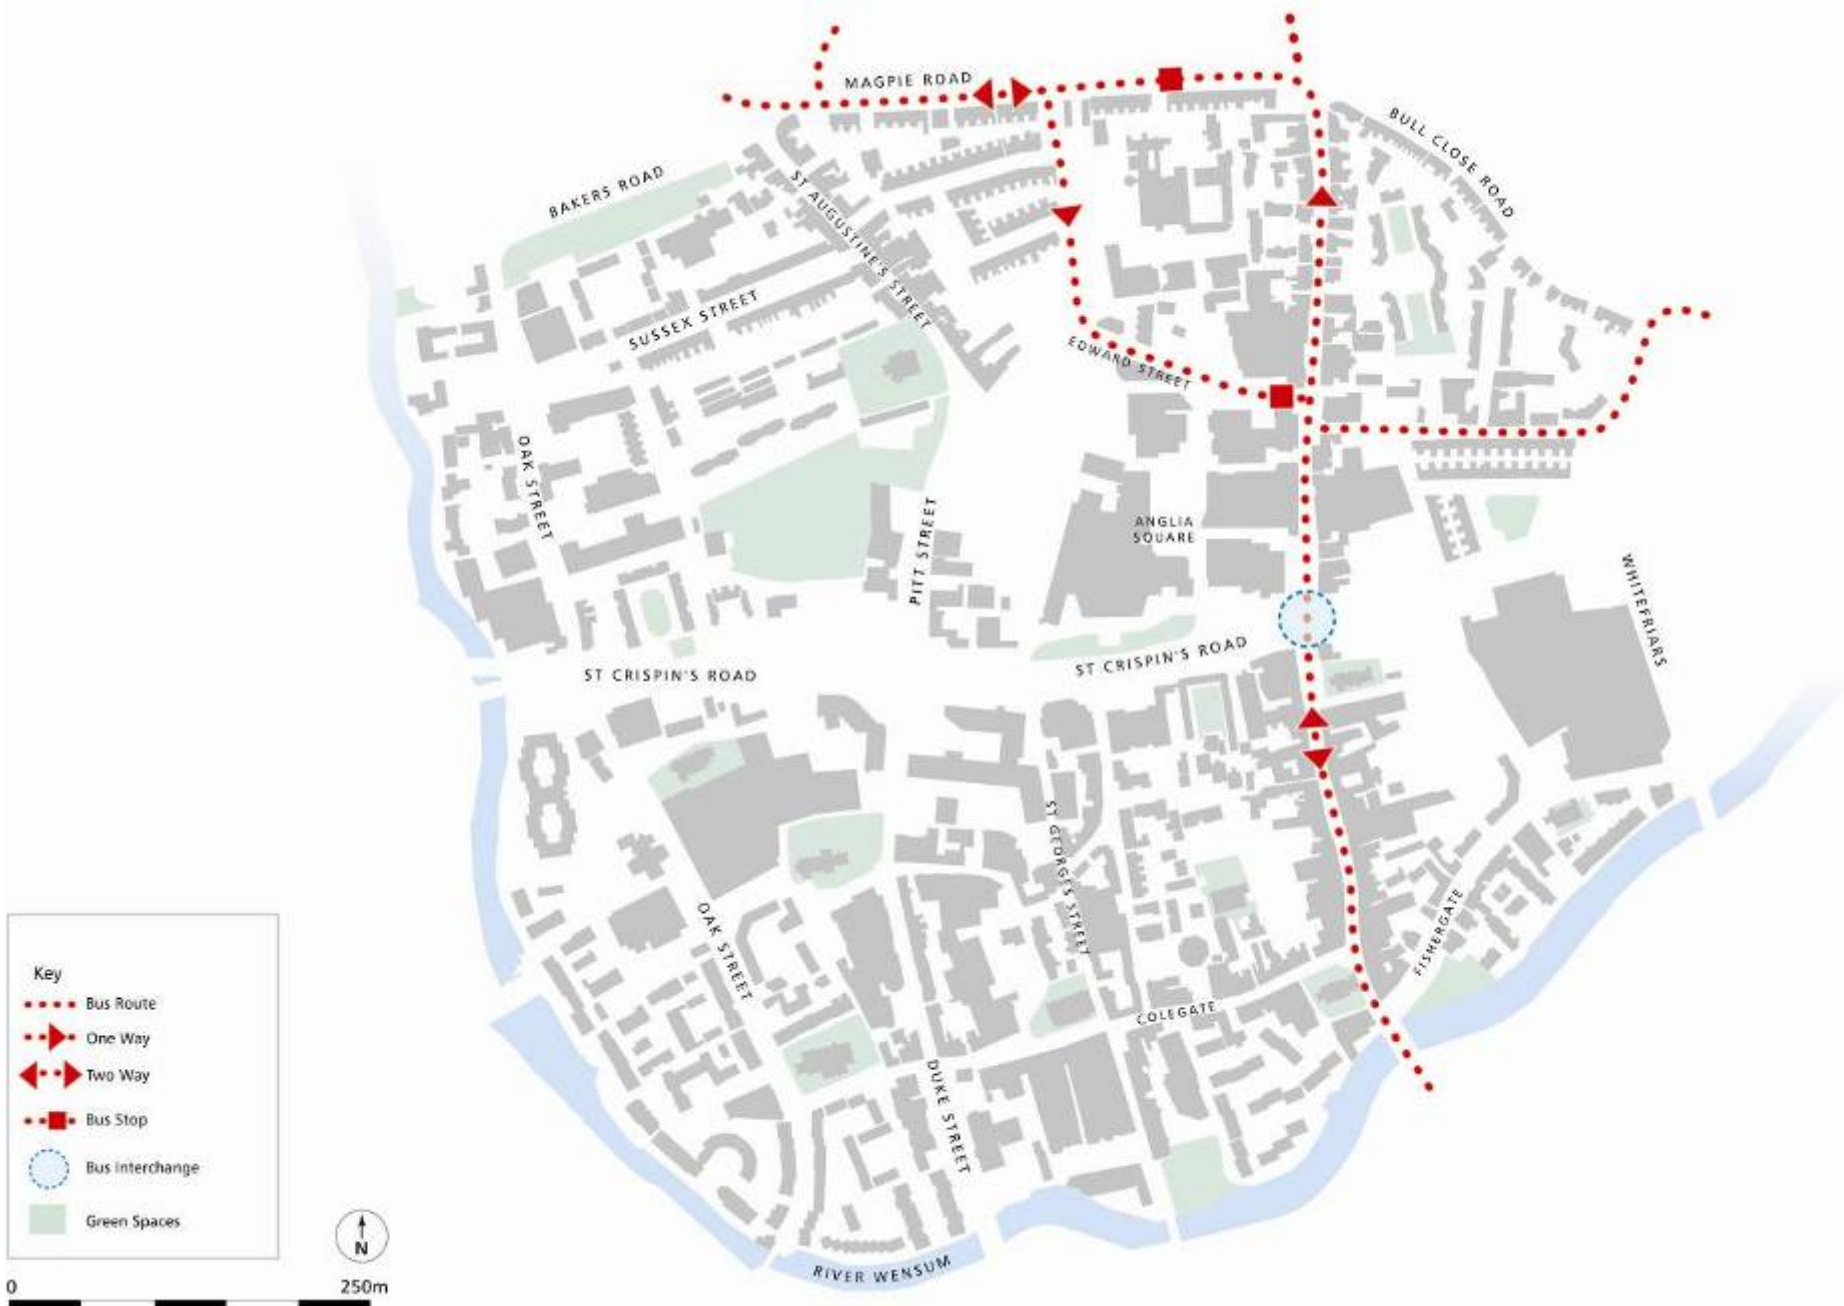 MAGPIE ROAD
BULL CLOSE ROAD
BAKERS ROAD
ST AUGUSTINE'S STREET
SUSSEX STREET
EDWARD STREET
OAK STREET
PITT STREET
ANGLIA
SQUARE
WHITEFRIARS
ST CRISPIN'S ROAD
ST CRISPIN'S ROAD
ST GEORGES STREET
OAK STREET
FISHERGATE
COLEGATE
DUKE STREET
RIVER WENSUM
Key
Bus Route
One Way
Two Way
Bus Stop
Bus Interchange
Green Spaces
N
0 250m